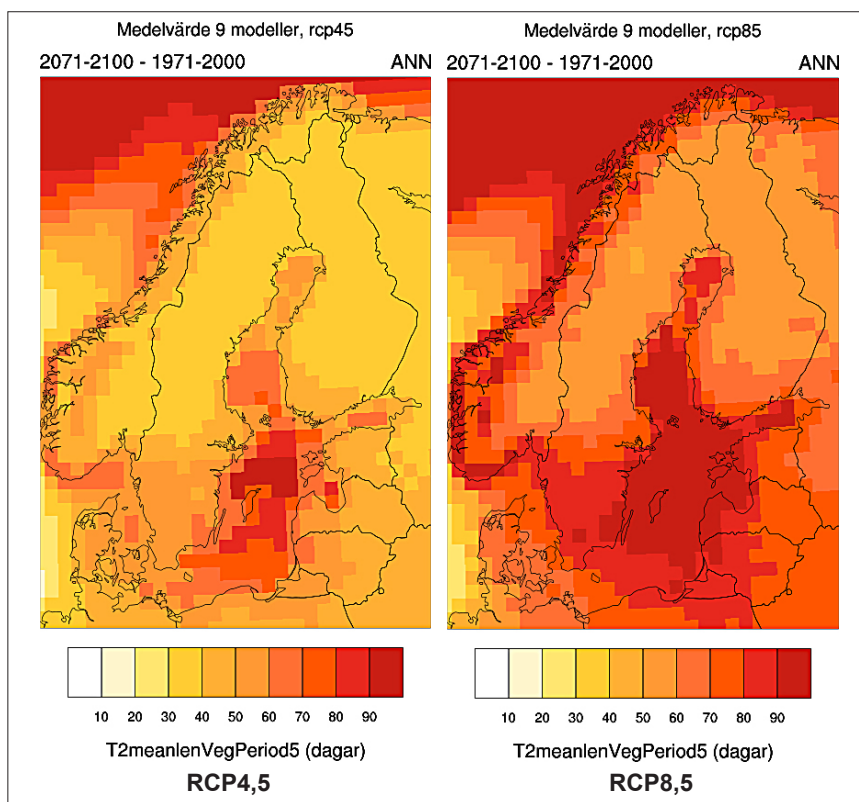 Medelvärde 9 modeller, rcp45
2071-2100 - 1971-2000 ANN
10 20 30 40 50 60 70 80 90
T2meanlenVegPeriod5 (dagar)
RCP4,5
Medelvärde 9 modeller, rcp85
2071-2100 - 1971-2000 ANN
10 20 30 40 50 60 70 80 90
T2meanlenVegPeriod5 (dagar)
RCP8,5